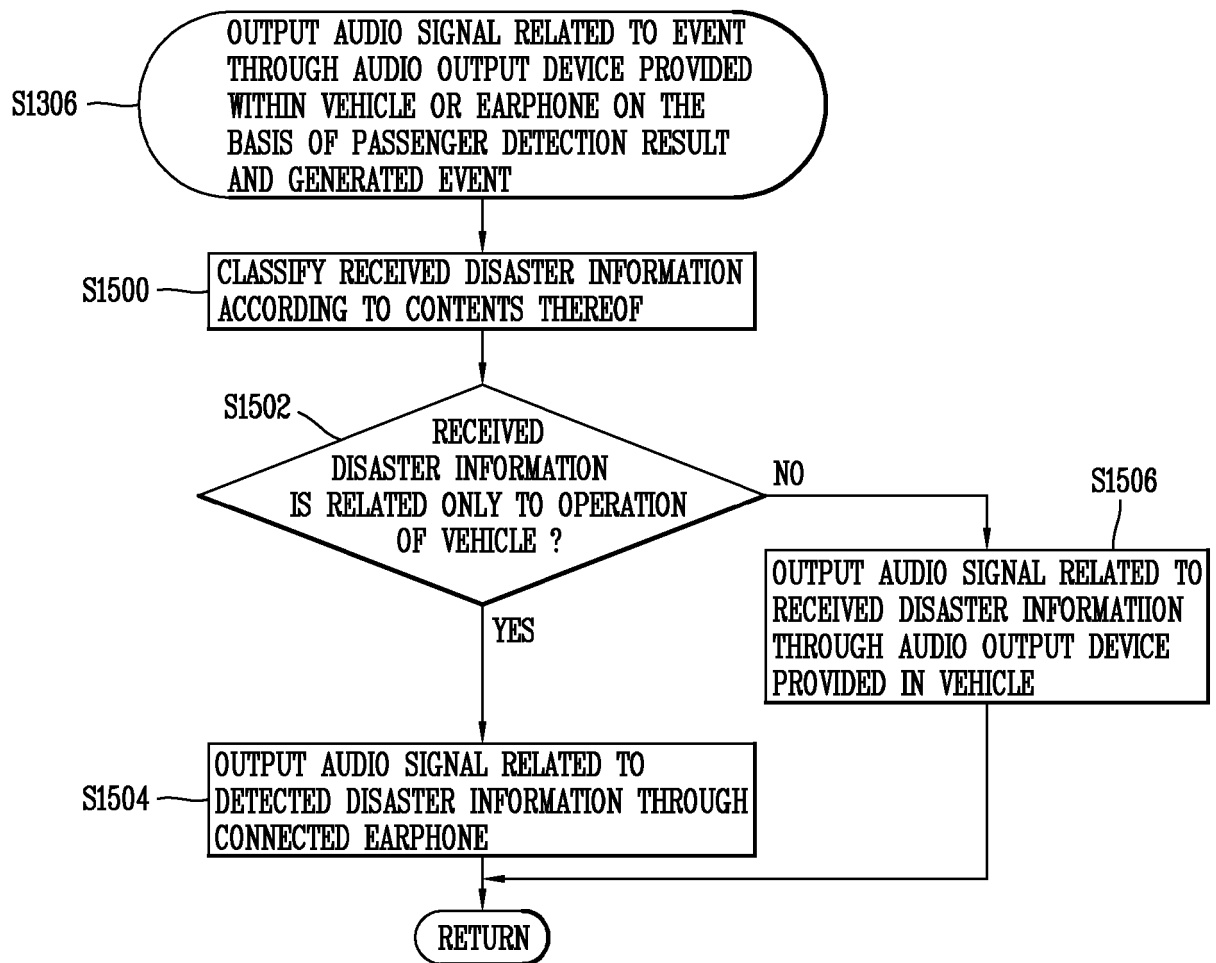 OUTPUT AUDIO SIGNAL RELATED TO EVENT
THROUGH AUDIO OUTPUT DEVICE PROVIDED
WITHIN VEHICLE OR EARPHONE ON THE
BASIS OF PASSENGER DETECTION RESULT
AND GENERATED EVENT
S1306
CLASSIFY RECEIVED DISASTER INFORMATION
ACCORDING TO CONTENTS THEREOF
S1500
S1502
RECEIVED
DISASTER INFORMATION
IS RELATED ONLY TO OPERATION
OF VEHICLE ?
NO
S1506
OUTPUT AUDIO SIGNAL RELATED TO
RECEIVED DISASTER INFORMATIION
THROUGH AUDIO OUTPUT DEVICE
PROVIDED IN VEHICLE
YES
OUTPUT AUDIO SIGNAL RELATED TO
DETECTED DISASTER INFORMATION THROUGH
CONNECTED EARPHONE
S1504
RETURN